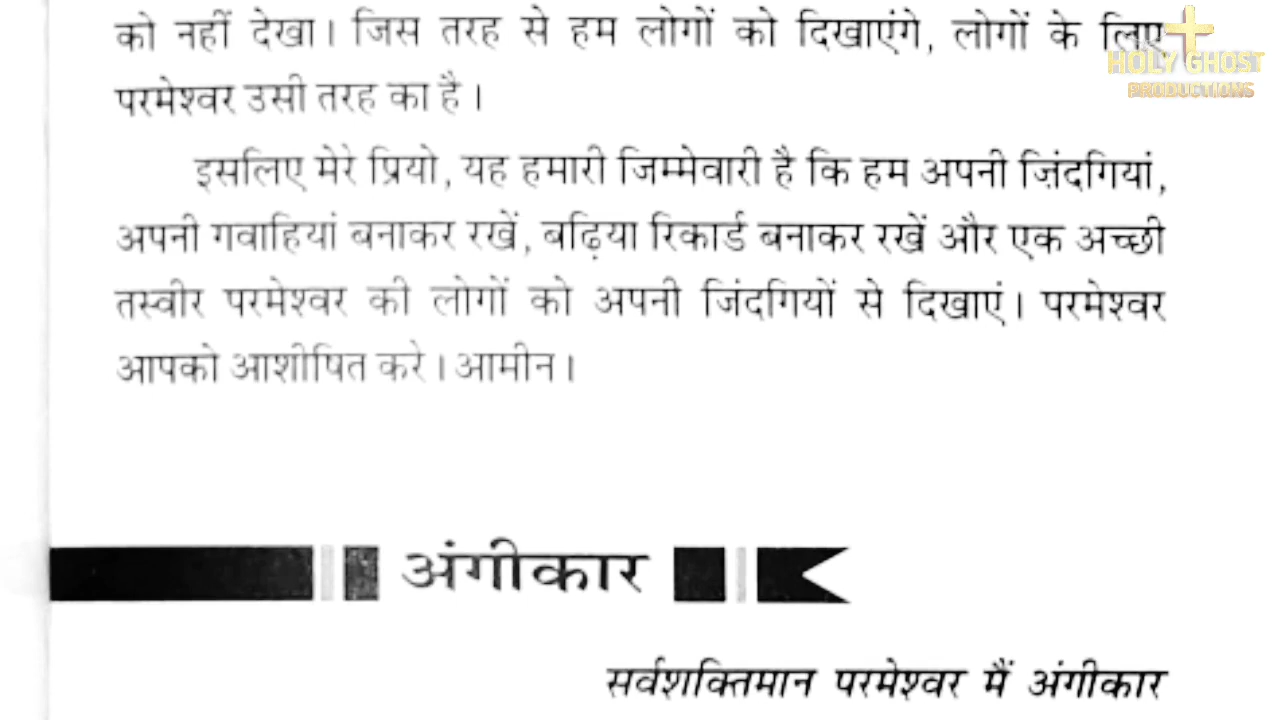 को नहीं देखा। जिस तरह से हम लोगों को दिखाएंगे, लोगों के लिए
परमेश्वर उसी तरह का है।
इसलिए मेरे प्रियो, यह हमारी जिम्मेवारी है कि हम अपनी ज़िंदगियां,
अपनी गवाहियां बनाकर रखें, बढ़िया रिकार्ड बनाकर रखें और एक अच्छी
तस्वीर परमेश्वर की लोगों को अपनी जिंदगियों से दिखाएं। परमेश्वर
आपको आशीषित करे। आमीन।
अंगीकार
सर्वशक्तिमान परमेश्वर मैं अंगीकार
HOLY GHOST
PRODUCTIONS